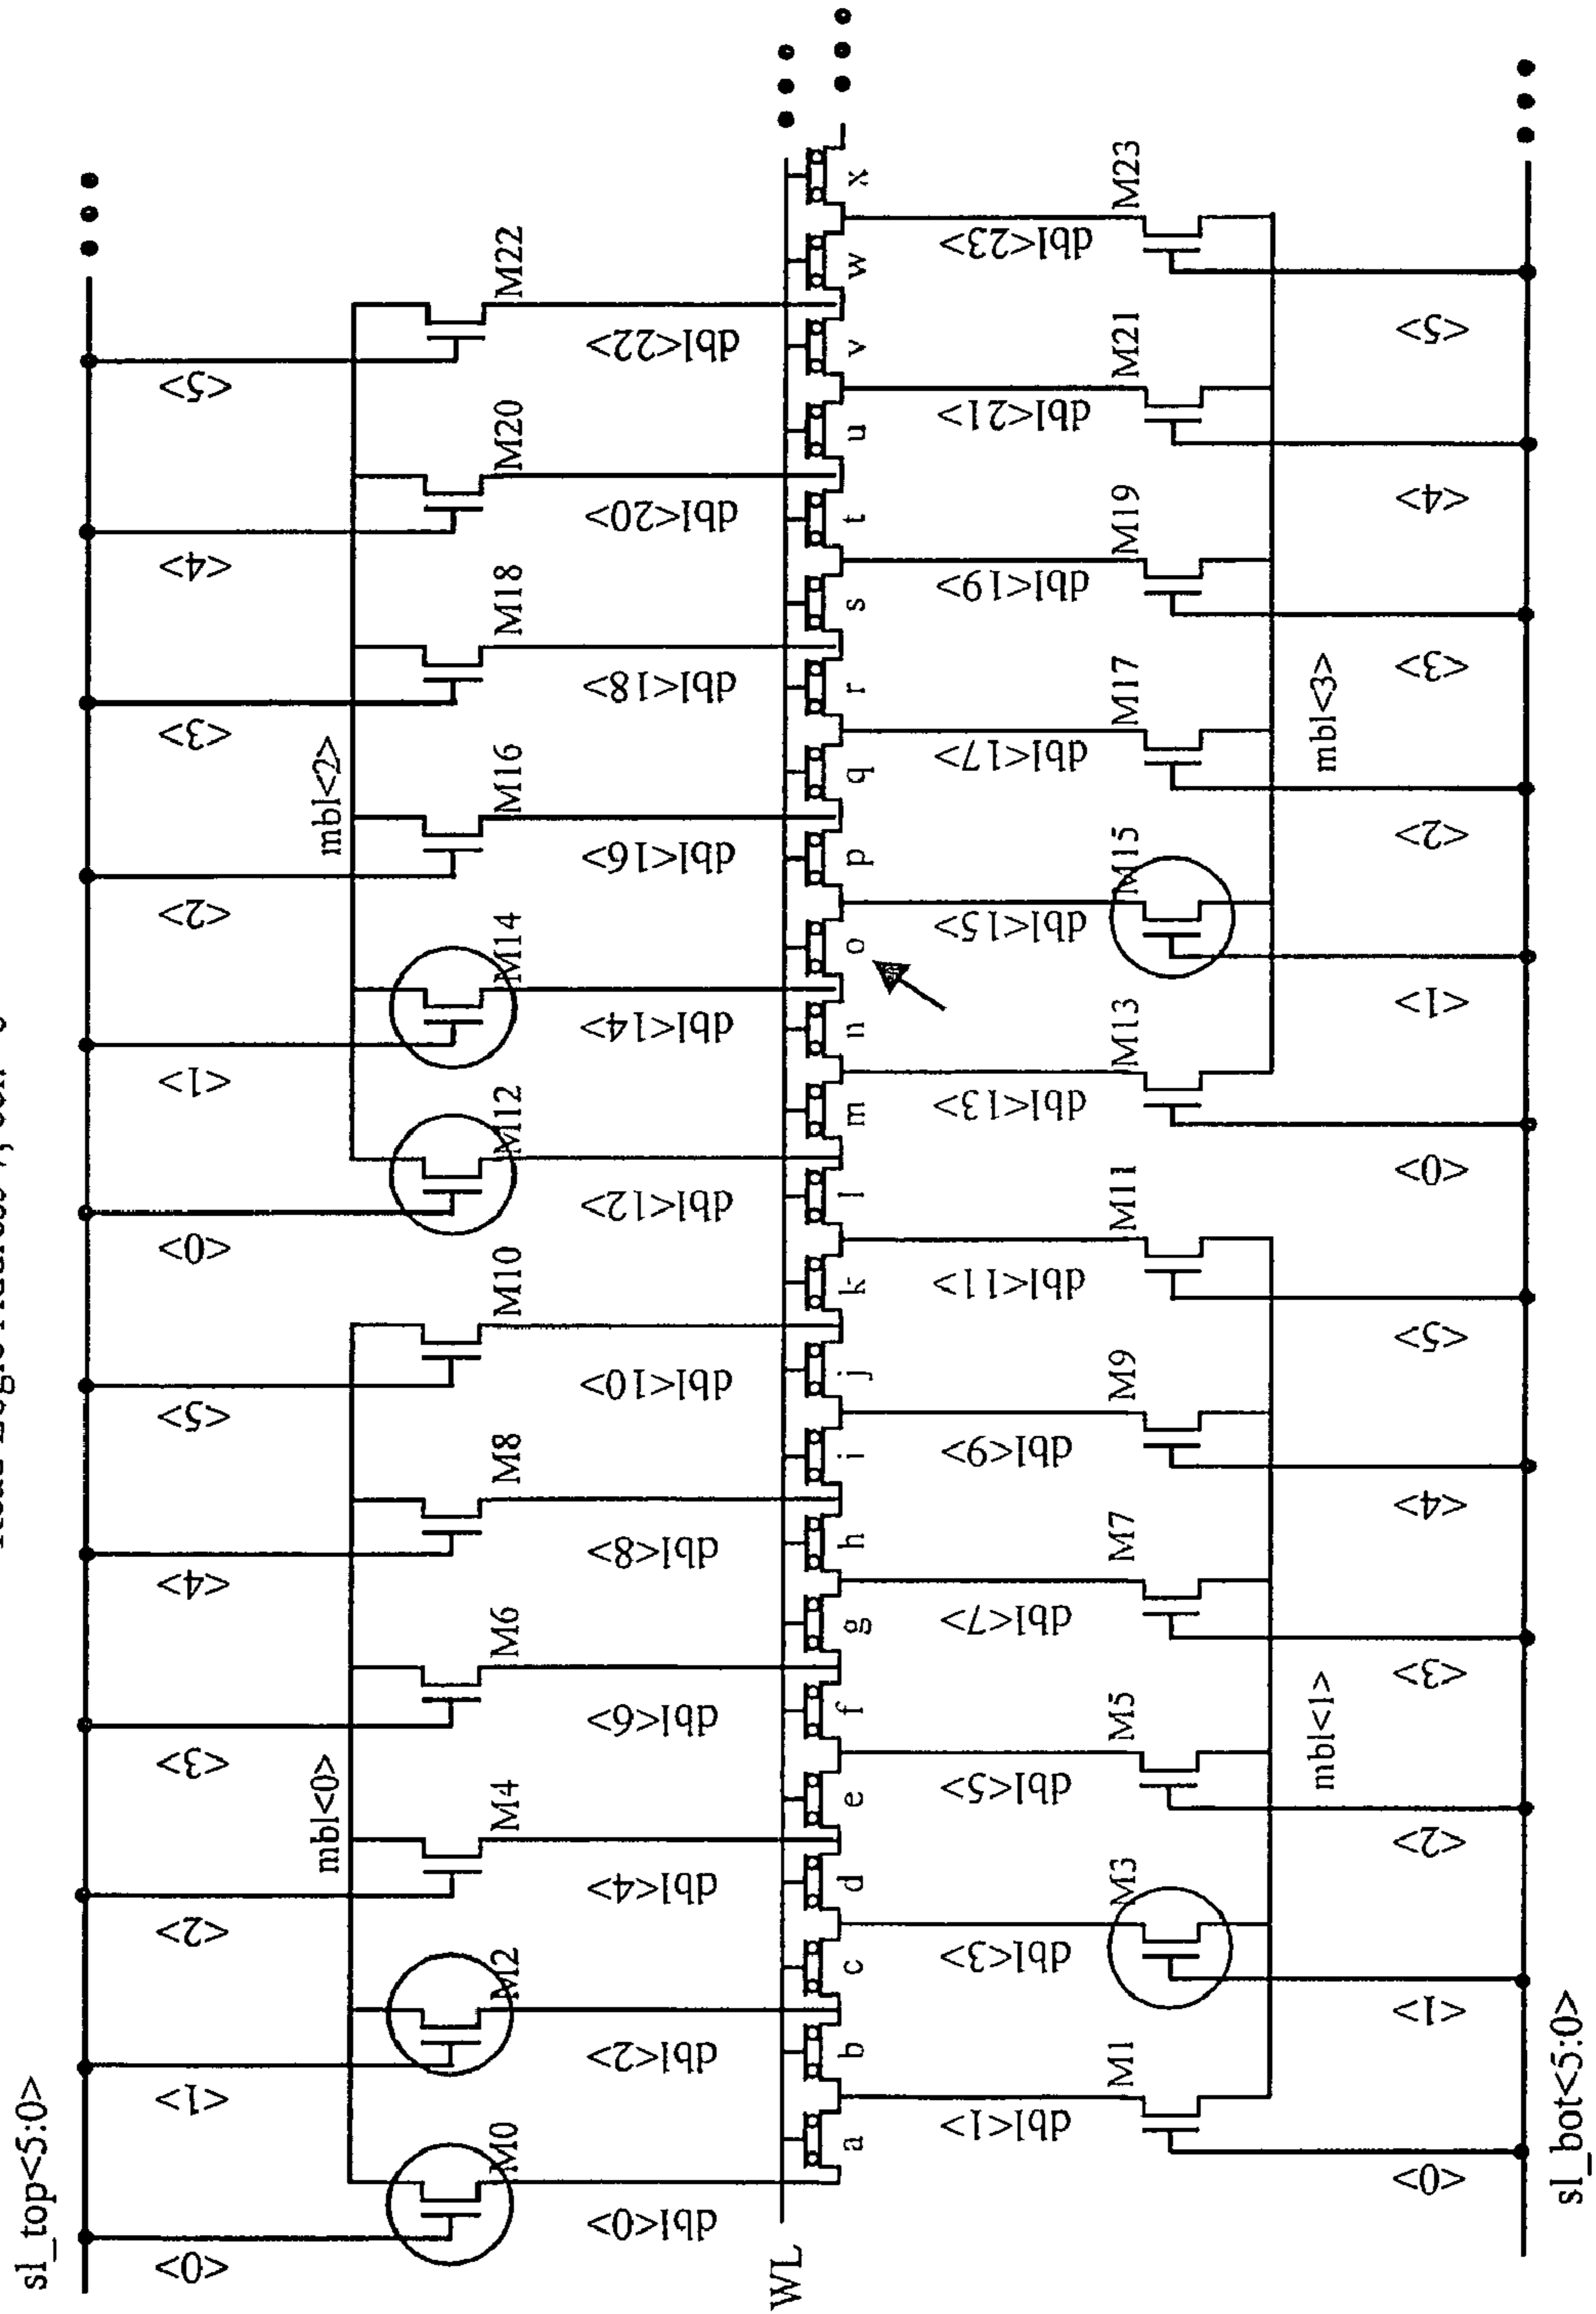 sl_top<5:0>
<0> <1> <2> <3> <4> <5> <0> <1> <2> <3> <4> <5>
mbl<0> mbl<2>
M0 M2 M4 M6 M8 M10 M12 M14 M16 M18 M20 M22
dbl<0> dbl<2> dbl<4> dbl<6> dbl<8> dbl<10> dbl<12> dbl<14> dbl<16> dbl<18> dbl<20> dbl<22>
WL
a b c d e f g h i j k l m n o p q r s t u v w x
dbl<1> dbl<3> dbl<5> dbl<7> dbl<9> dbl<11> dbl<13> dbl<15> dbl<17> dbl<19> dbl<21> dbl<23>
M1 M3 M5 M7 M9 M11 M13 M15 M17 M19 M21 M23
mbl<1> mbl<3>
<0> <1> <2> <3> <4> <5> <0> <1> <2> <3> <4> <5>
sl_bot<5:0>